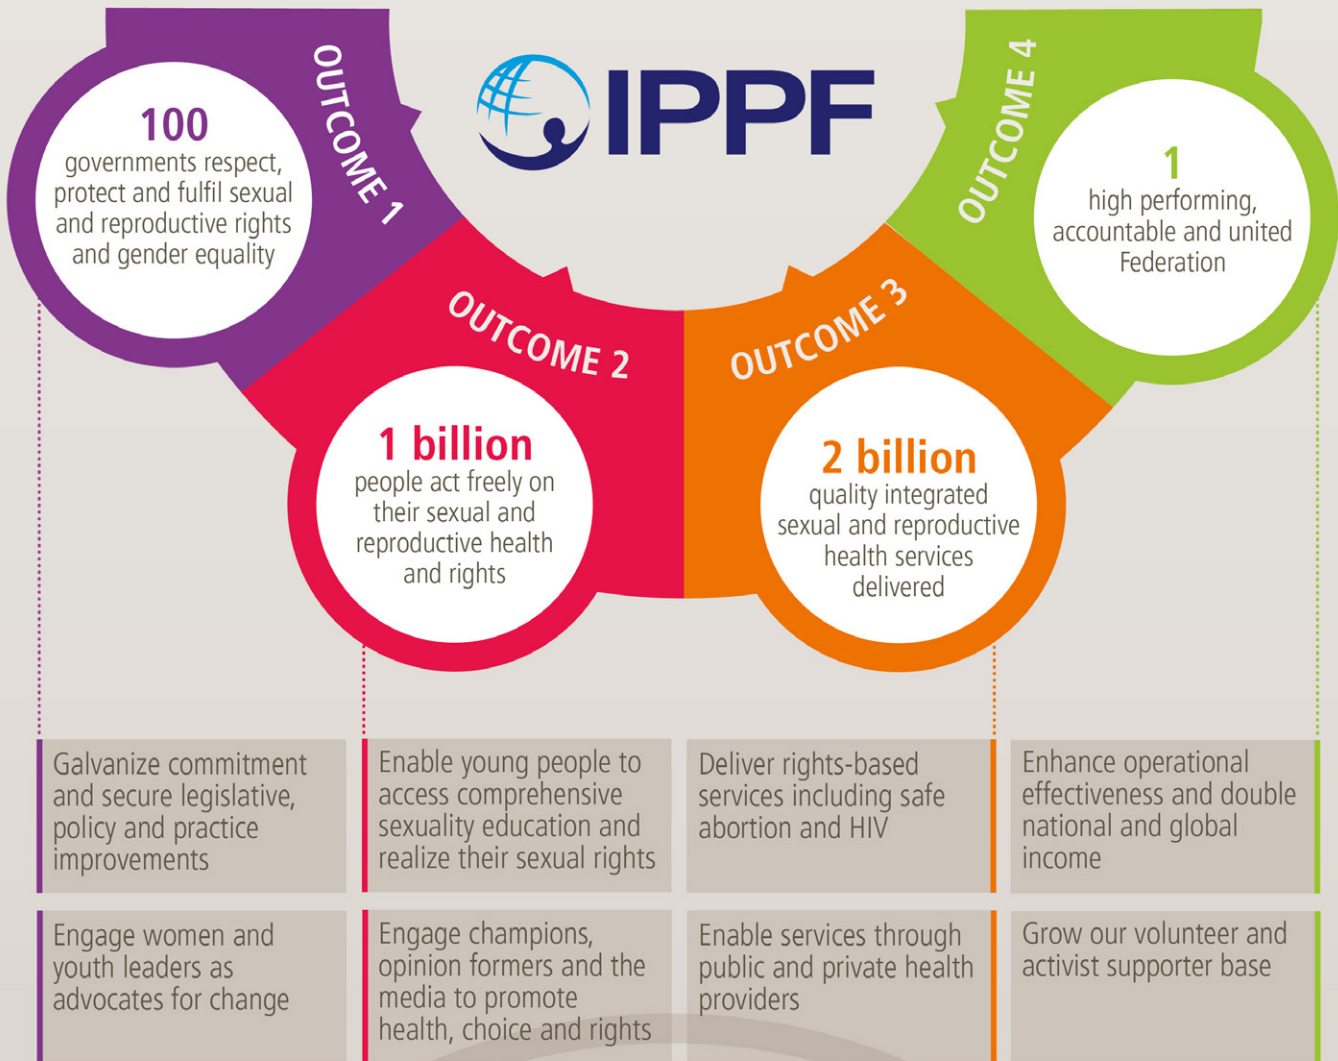 IPPF
OUTCOME 1
100
governments respect,
protect and fulfil sexual
and reproductive rights
and gender equality
OUTCOME 2
1 billion
people act freely on
their sexual and
reproductive health
and rights
OUTCOME 3
2 billion
quality integrated
sexual and reproductive
health services
delivered
OUTCOME 4
1
high performing,
accountable and united
Federation
Galvanize commitment
and secure legislative,
policy and practice
improvements
Enable young people to
access comprehensive
sexuality education and
realize their sexual rights
Deliver rights-based
services including safe
abortion and HIV
Enhance operational
effectiveness and double
national and global
income
Engage women and
youth leaders as
advocates for change
Engage champions,
opinion formers and the
media to promote
health, choice and rights
Enable services through
public and private health
providers
Grow our volunteer and
activist supporter base